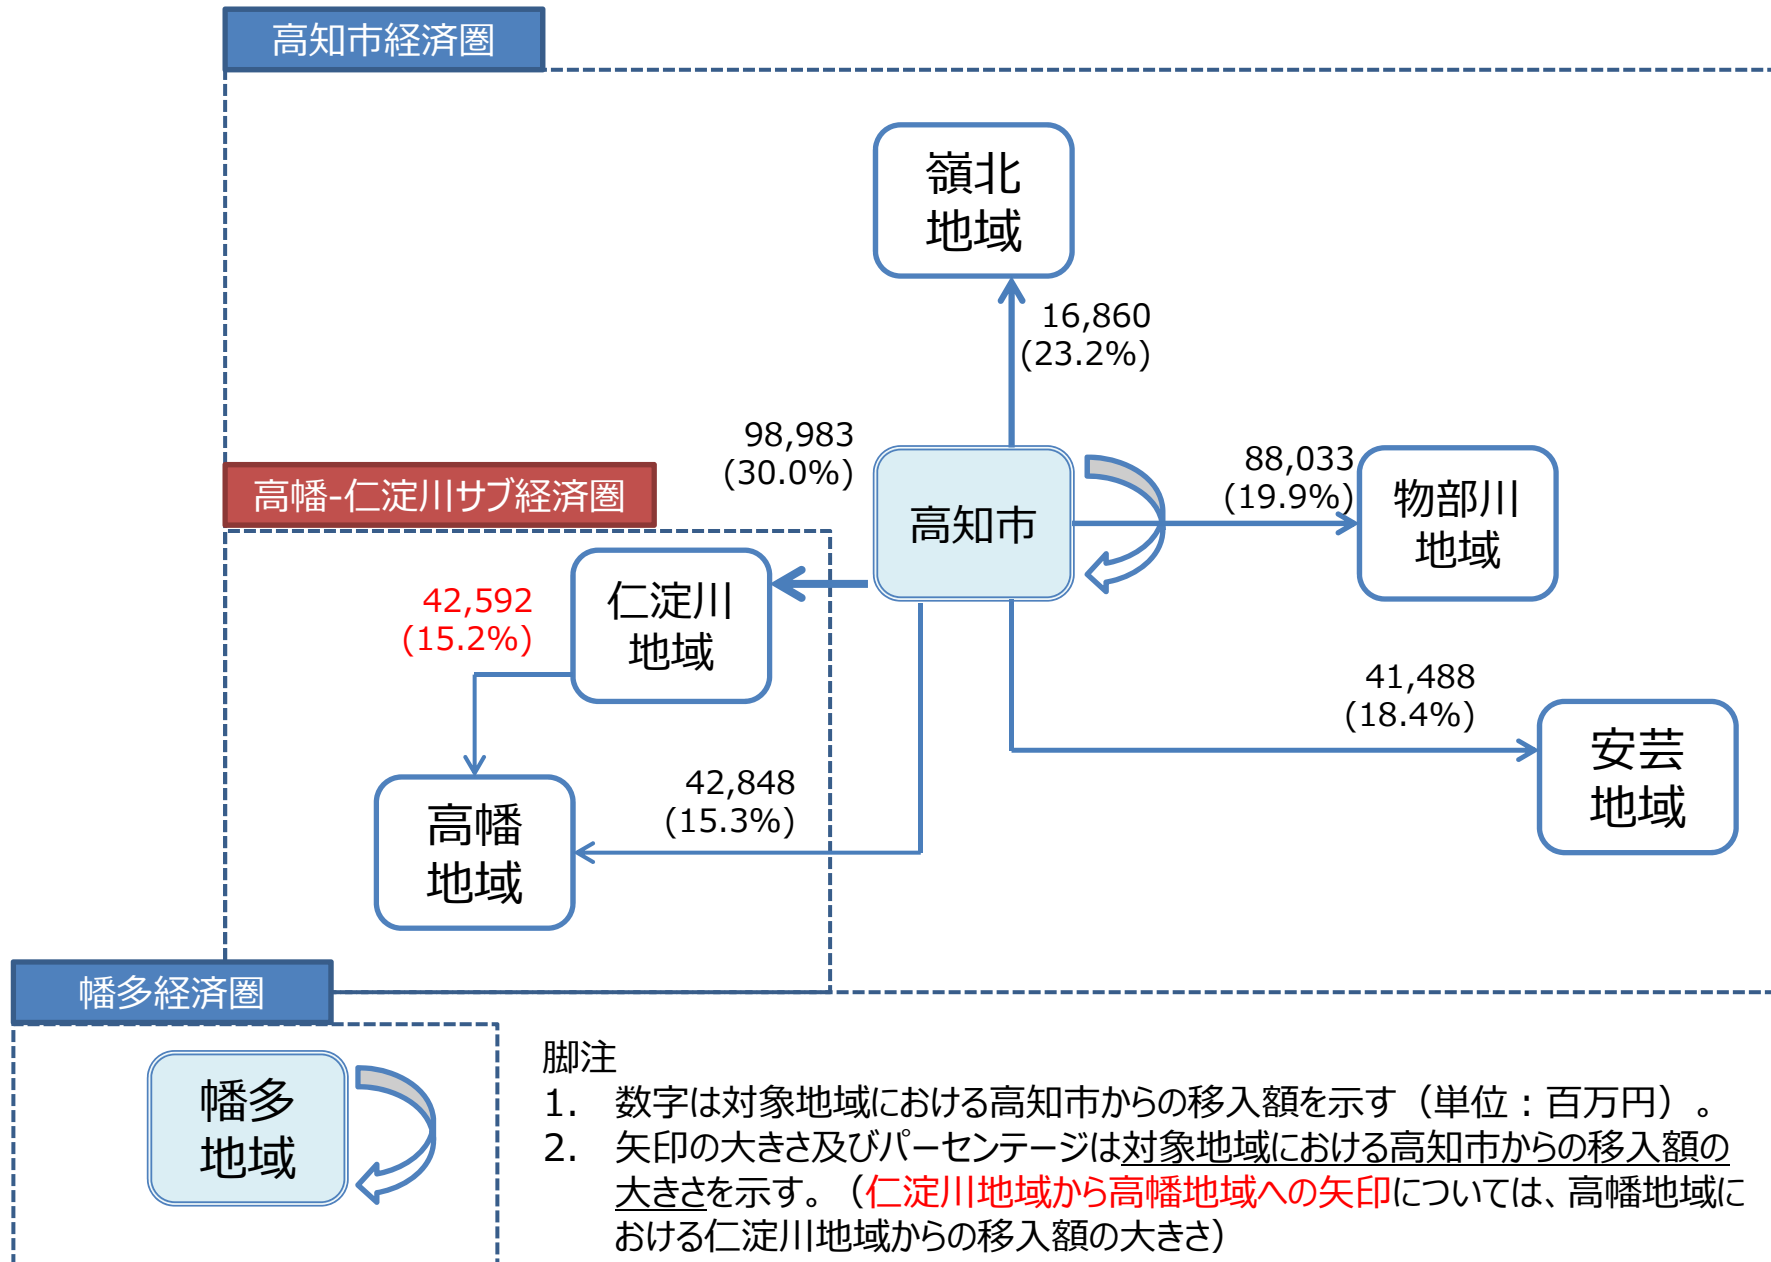 高知市経済圏
嶺北
地域
16,860
(23.2%)
98,983
(30.0%)
高知市
88,033
(19.9%)
物部川
地域
高幡-仁淀川サブ経済圏
仁淀川
地域
42,592
(15.2%)
41,488
(18.4%)
安芸
地域
42,848
(15.3%)
高幡
地域
幡多経済圏
幡多
地域
脚注
1. 数字は対象地域における高知市からの移入額を示す（単位：百万円）。
2. 矢印の大きさ及びパーセンテージは対象地域における高知市からの移入額の
大きさを示す。（仁淀川地域から高幡地域への矢印については、高幡地域に
おける仁淀川地域からの移入額の大きさ）